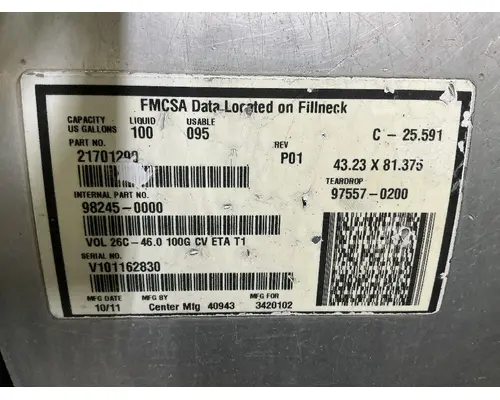 FMCSA Data Located on Fillneck
CAPACITY LIQUID USABLE
US GALLONS 100 095 C - 25.591
PART NO. REV
P01 43.23 X 81.375
TEARDROP
INTERNAL PART NO. 97557-0200
98245-0000
VOL 26C-46.0 100G CV ETA T1
SERIAL NO.
V101162830
MFG DATE MFG BY MFG FOR
10/11 Center Mfg 40943 3420102